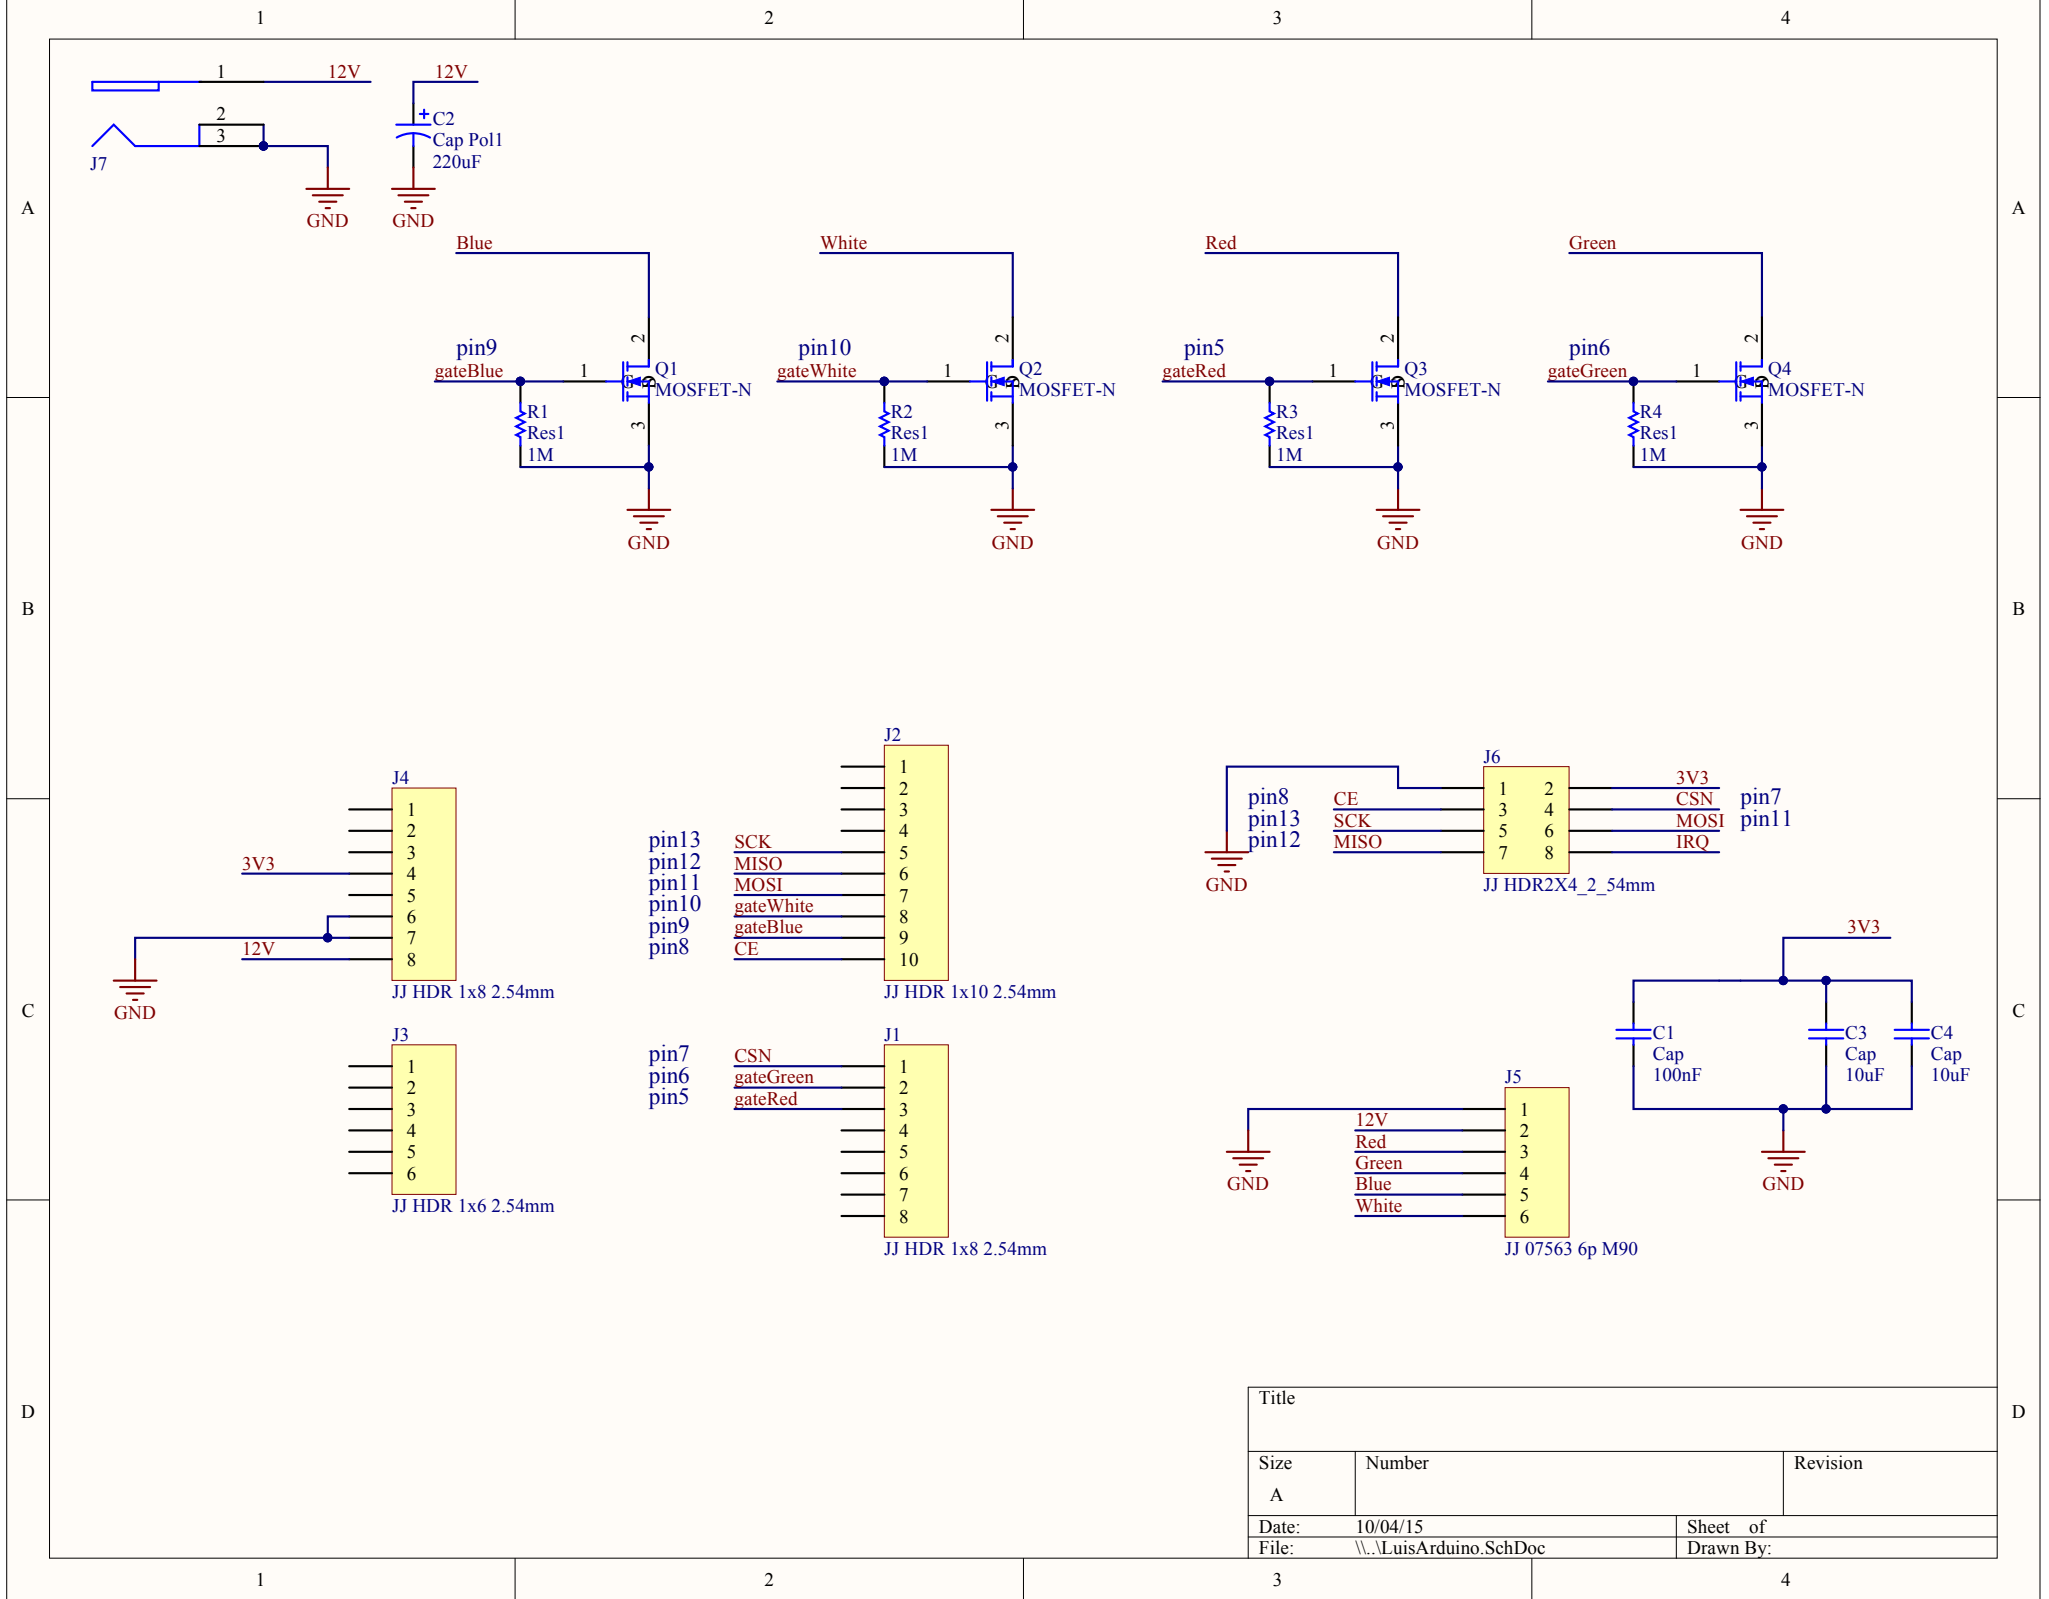 1 2 3 4
1 12V 12V
2
3
J7
C2
Cap Pol1
220uF
GND GND
A A
Blue White Red Green
pin9
gateBlue
1 2 3
Q1
MOSFET-N
R1
Res1
1M
GND
pin10
gateWhite
1 2 3
Q2
MOSFET-N
R2
Res1
1M
GND
pin5
gateRed
1 2 3
Q3
MOSFET-N
R3
Res1
1M
GND
pin6
gateGreen
1 2 3
Q4
MOSFET-N
R4
Res1
1M
GND
B B
J4
1
2
3
3V3 4
5
6
7
12V 8
GND
JJ HDR 1x8 2.54mm
J2
1
2
3
4
pin13 SCK 5
pin12 MISO 6
pin11 MOSI 7
pin10 gateWhite 8
pin9 gateBlue 9
pin8 CE 10
JJ HDR 1x10 2.54mm
J6
1 2 3V3
pin8 CE 3 4 CSN pin7
pin13 SCK 5 6 MOSI pin11
pin12 MISO 7 8 IRQ
GND
JJ HDR2X4_2_54mm
C C
J3
1
2
3
4
5
6
JJ HDR 1x6 2.54mm
J1
pin7 CSN 1
pin6 gateGreen 2
pin5 gateRed 3
4
5
6
7
8
JJ HDR 1x8 2.54mm
J5
1
12V 2
Red 3
Green 4
Blue 5
White 6
GND
JJ 07563 6p M90
3V3
C1
Cap
100nF
C3
Cap
10uF
C4
Cap
10uF
GND
D D
Title
Size Number Revision
A
Date: 10/04/15 Sheet of
File: \\..\LuisArduino.SchDoc Drawn By:
1 2 3 4